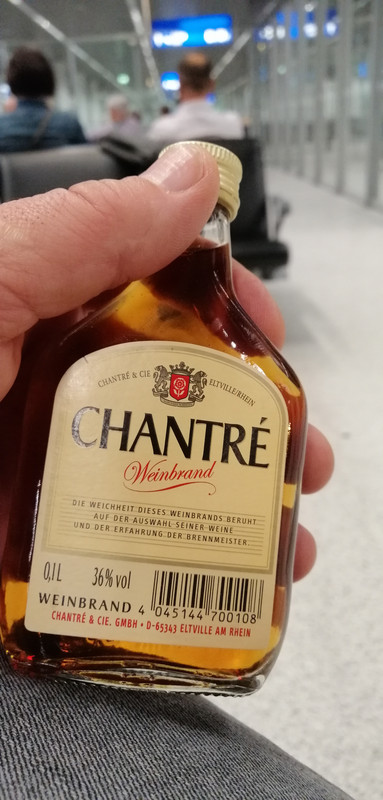 CHANTRÉ & CIE ELTVILLE/RHEIN
CHANTRÉ
Weinbrand
DIE WEICHHEIT DIESES WEINBRANDS BERUHT
AUF DER AUSWAHL SEINER WEINE
UND DER ERFAHRUNG DER BRENNMEISTER.
0,1L 36% vol
WEINBRAND 4 045144 700108
CHANTRÉ & CIE. GMBH • D-65343 ELTVILLE AM RHEIN